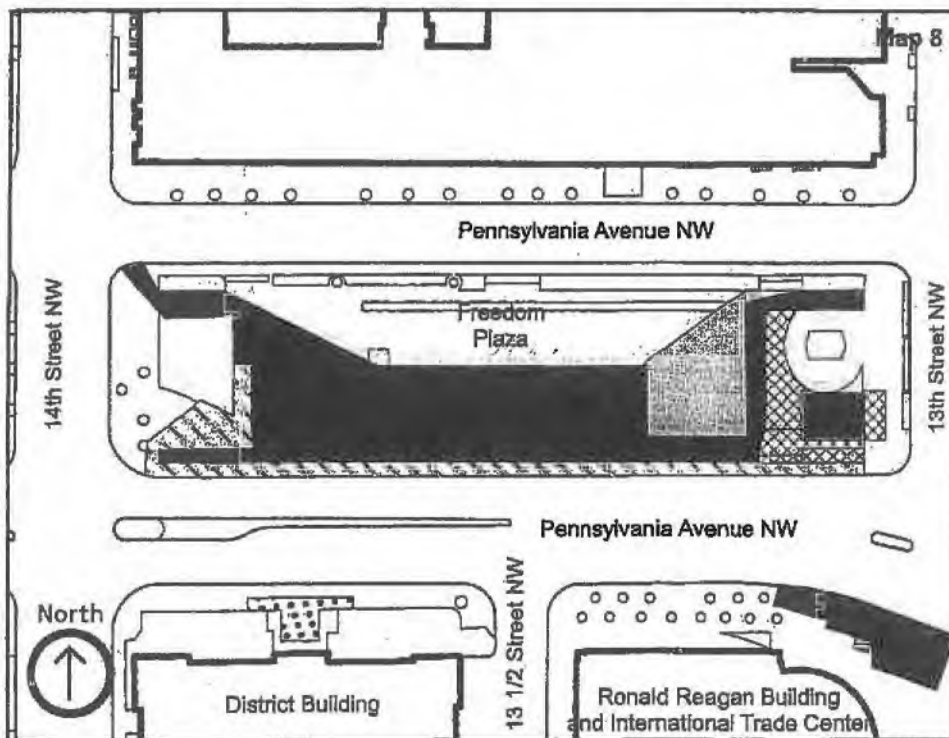 Map 6
Pennsylvania Avenue NW
14th Street NW
Freedom
Plaza
13th Street NW
Pennsylvania Avenue NW
North
13 1/2 Street NW
District Building
Ronald Reagan Building
and International Trade Center